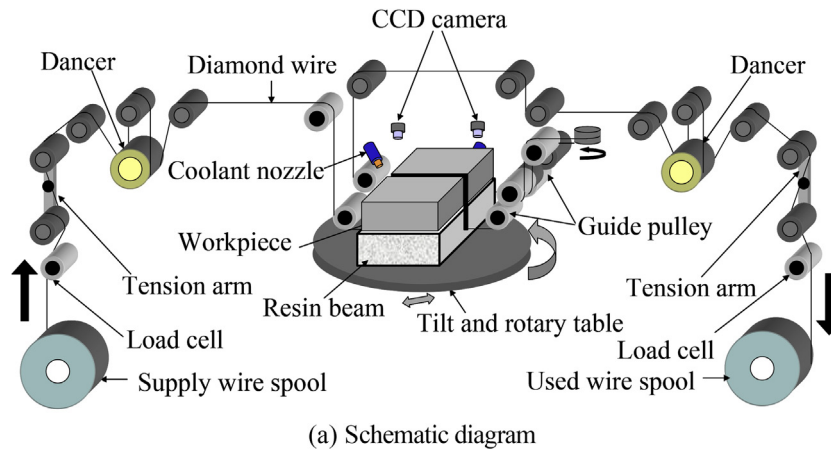 CCD camera
Dancer
Diamond wire
Dancer
Coolant nozzle
Workpiece
Guide pulley
Tension arm
Resin beam
Tension arm
Tilt and rotary table
Load cell
Load cell
Supply wire spool
Used wire spool
(a) Schematic diagram